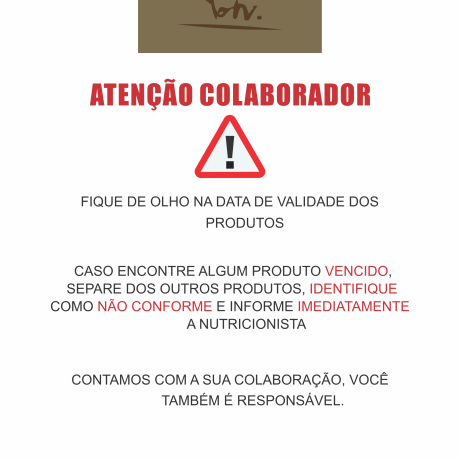 ATENÇÃO COLABORADOR
!
FIQUE DE OLHO NA DATA DE VALIDADE DOS
PRODUTOS
CASO ENCONTRE ALGUM PRODUTO VENCIDO,
SEPARE DOS OUTROS PRODUTOS, IDENTIFIQUE
COMO NÃO CONFORME E INFORME IMEDIATAMENTE
A NUTRICIONISTA
CONTAMOS COM A SUA COLABORAÇÃO, VOCÊ
TAMBÉM É RESPONSÁVEL.